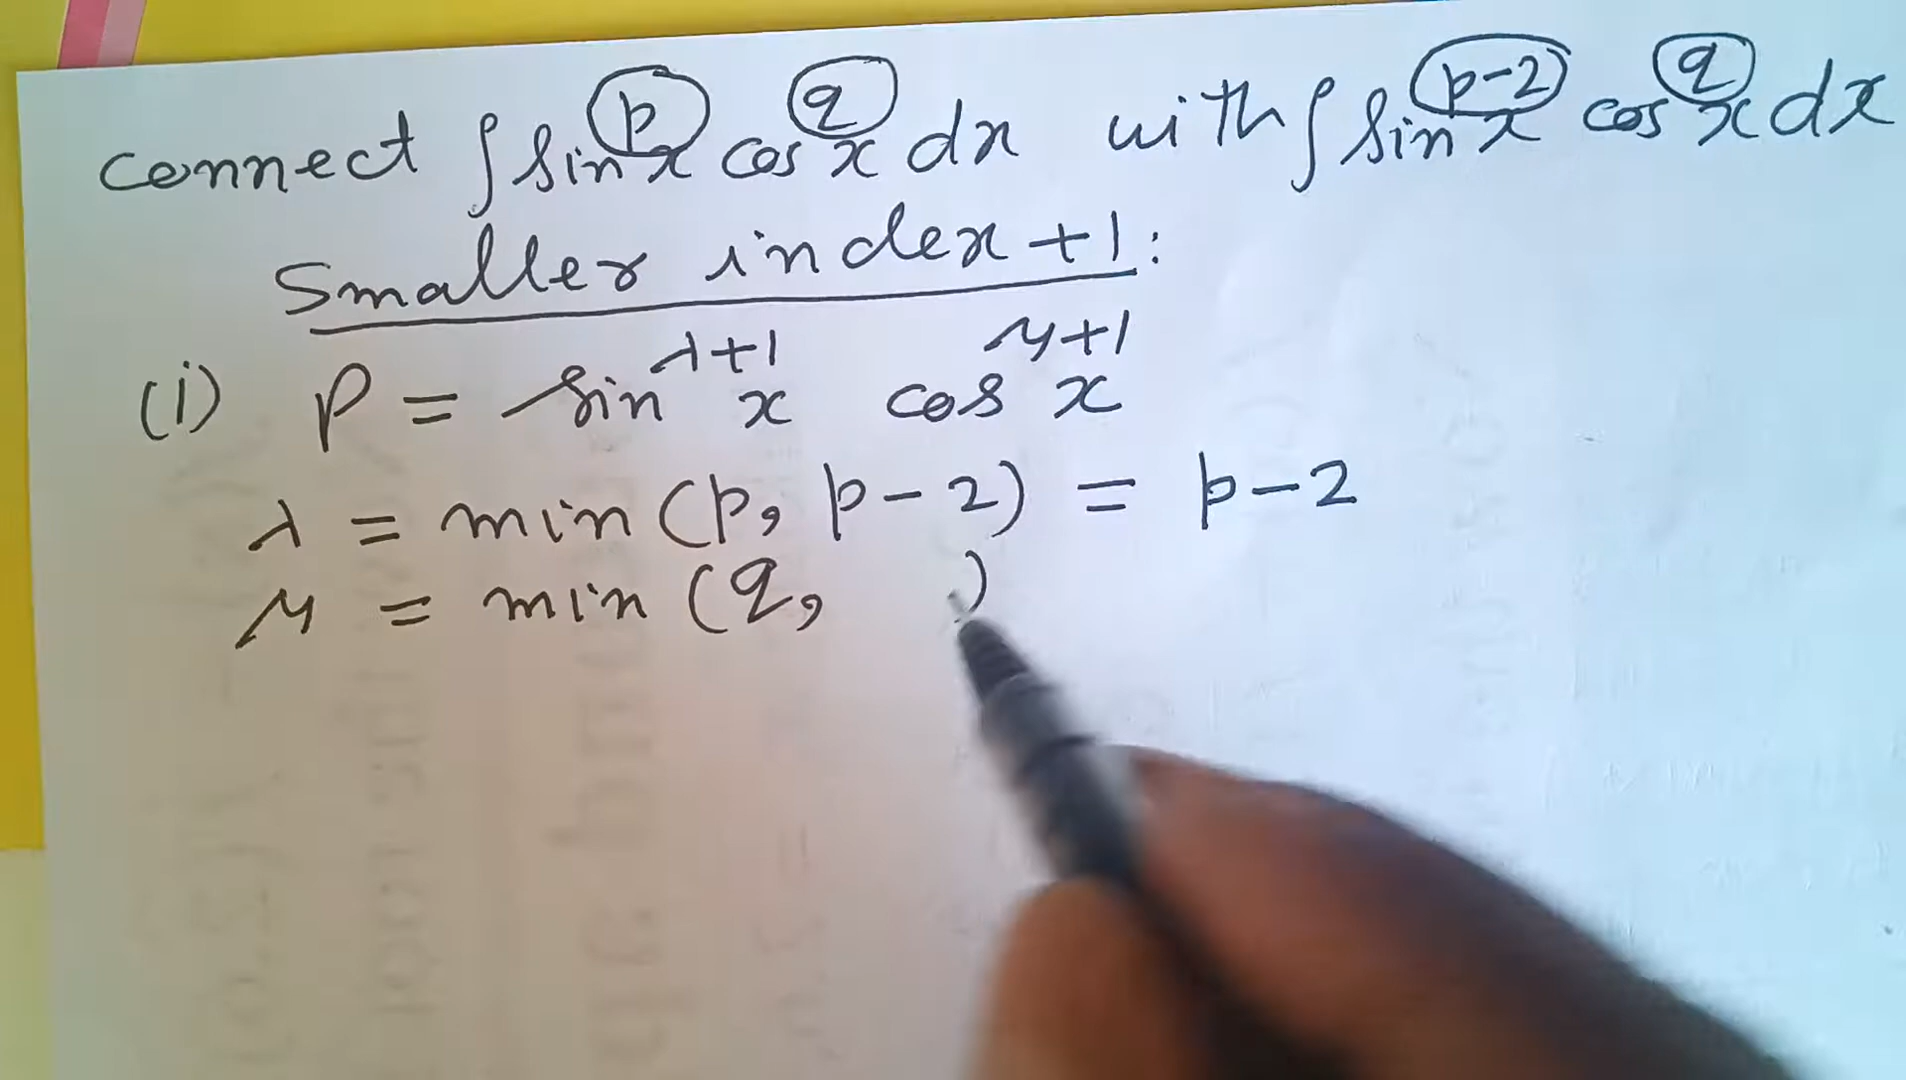 connect ∫ sin^p x cos^q x dx with ∫ sin^{p-2} x cos^q x dx
Smaller index +1:
(i) P = sin^{λ+1} x cos^{μ+1} x
λ = min (p, p-2) = p-2
μ = min (q, )